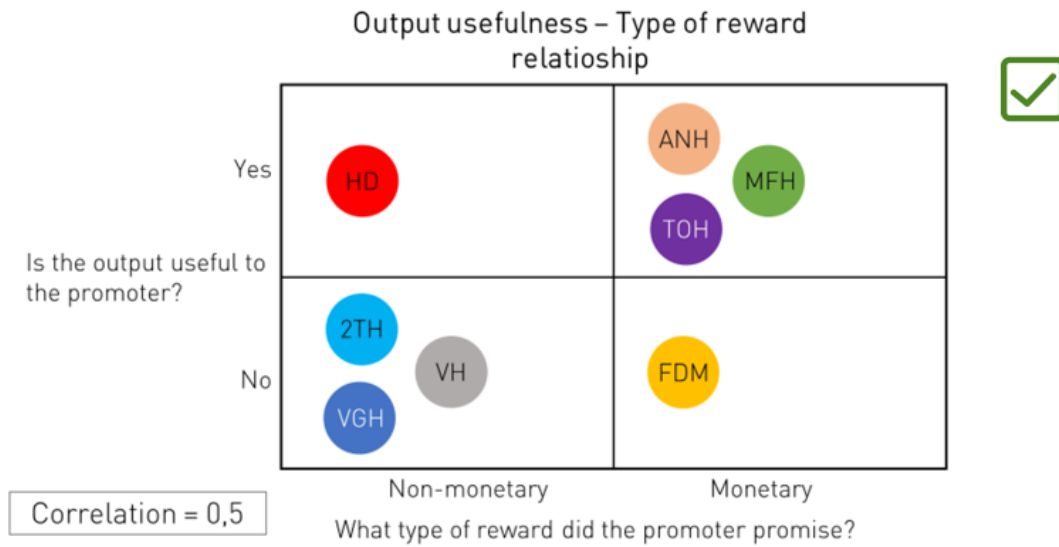 Output usefulness – Type of reward
relatioship
Yes
HD
ANH
MFH
TOH
Is the output useful to
the promoter?
2TH
VH
FDM
No
VGH
Non-monetary
Monetary
Correlation = 0,5
What type of reward did the promoter promise?